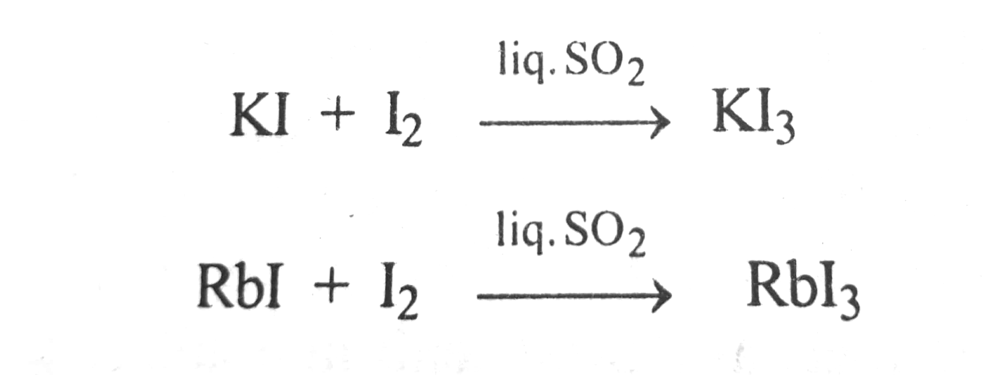 liq. SO₂
KI + I₂ ⟶ KI₃
liq. SO₂
RbI + I₂ ⟶ RbI₃